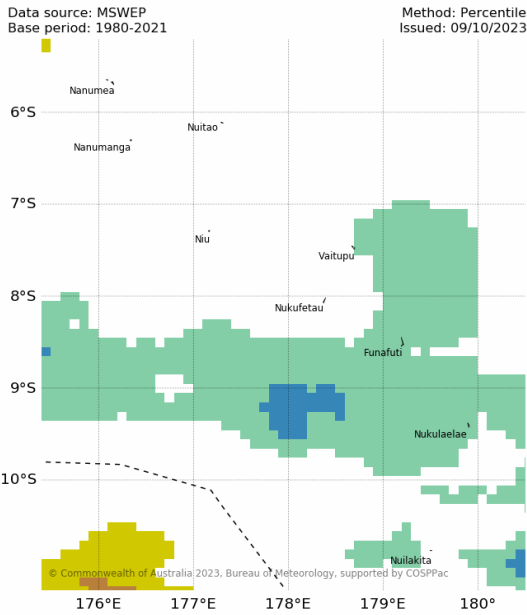 Data source: MSWEP
Method: Percentile
Base period: 1980-2021
Issued: 09/10/2023
Nanumea
6°S
Nuitao
Nanumanga
7°S
Niu
Vaitupu
8°S
Nukufetau
Funafuti
9°S
Nukulaelae
10°S
Nuilakita
© Commonwealth of Australia 2023, Bureau of Meteorology, supported by COSPPac
176°E
177°E
178°E
179°E
180°